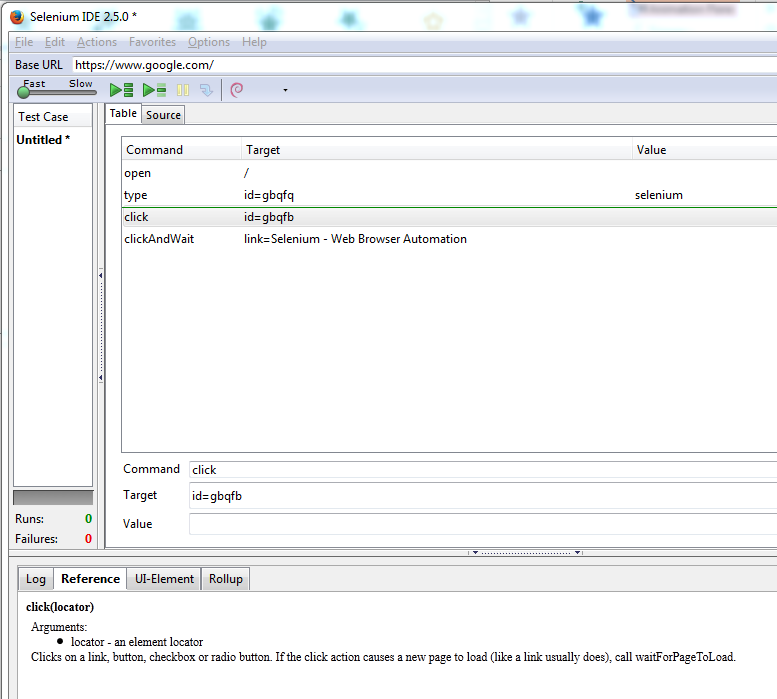 Selenium IDE 2.5.0 *
File Edit Actions Favorites Options Help
Base URL https://www.google.com/
Fast Slow
Test Case
Untitled *
Table Source
Command Target Value
open /
type id=gbqfq selenium
click id=gbqfb
clickAndWait link=Selenium - Web Browser Automation
Command click
Target id=gbqfb
Value
Runs: 0
Failures: 0
Log Reference UI-Element Rollup
click(locator)
Arguments:
• locator - an element locator
Clicks on a link, button, checkbox or radio button. If the click action causes a new page to load (like a link usually does), call waitForPageToLoad.